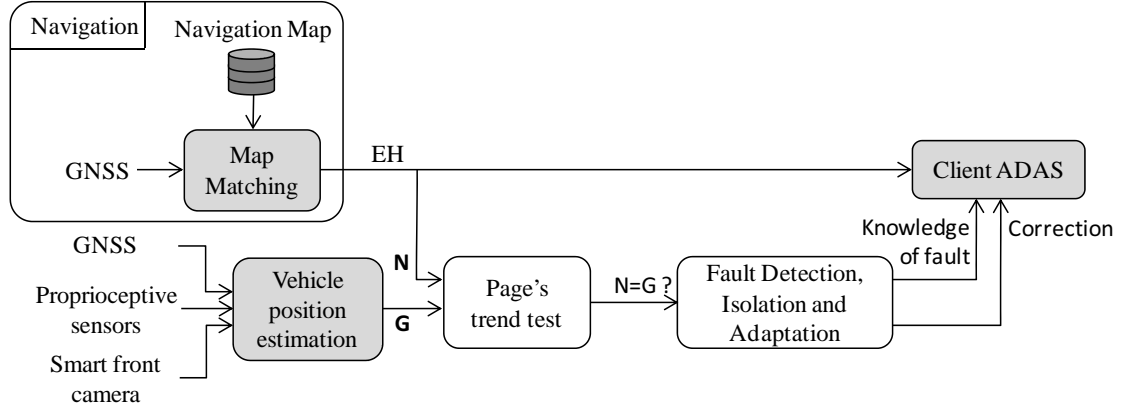 Navigation
Navigation Map
GNSS
Map
Matching
EH
Client ADAS
Knowledge
of fault
Correction
GNSS
Proprioceptive
sensors
Smart front
camera
Vehicle
position
estimation
N
G
Page's
trend test
N=G ?
Fault Detection,
Isolation and
Adaptation